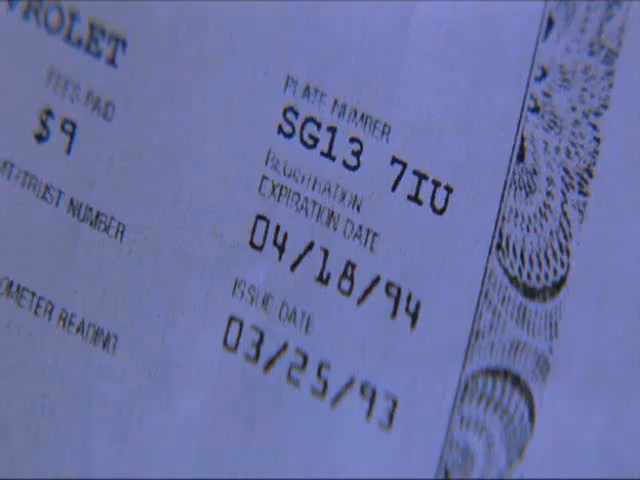 VROLET
FEES PAID
$9
NT/TRUST NUMBER
OMETER READING
PLATE NUMBER
SG13 7IU
REGISTRATION
EXPIRATION DATE
04/18/94
ISSUE DATE
03/25/93